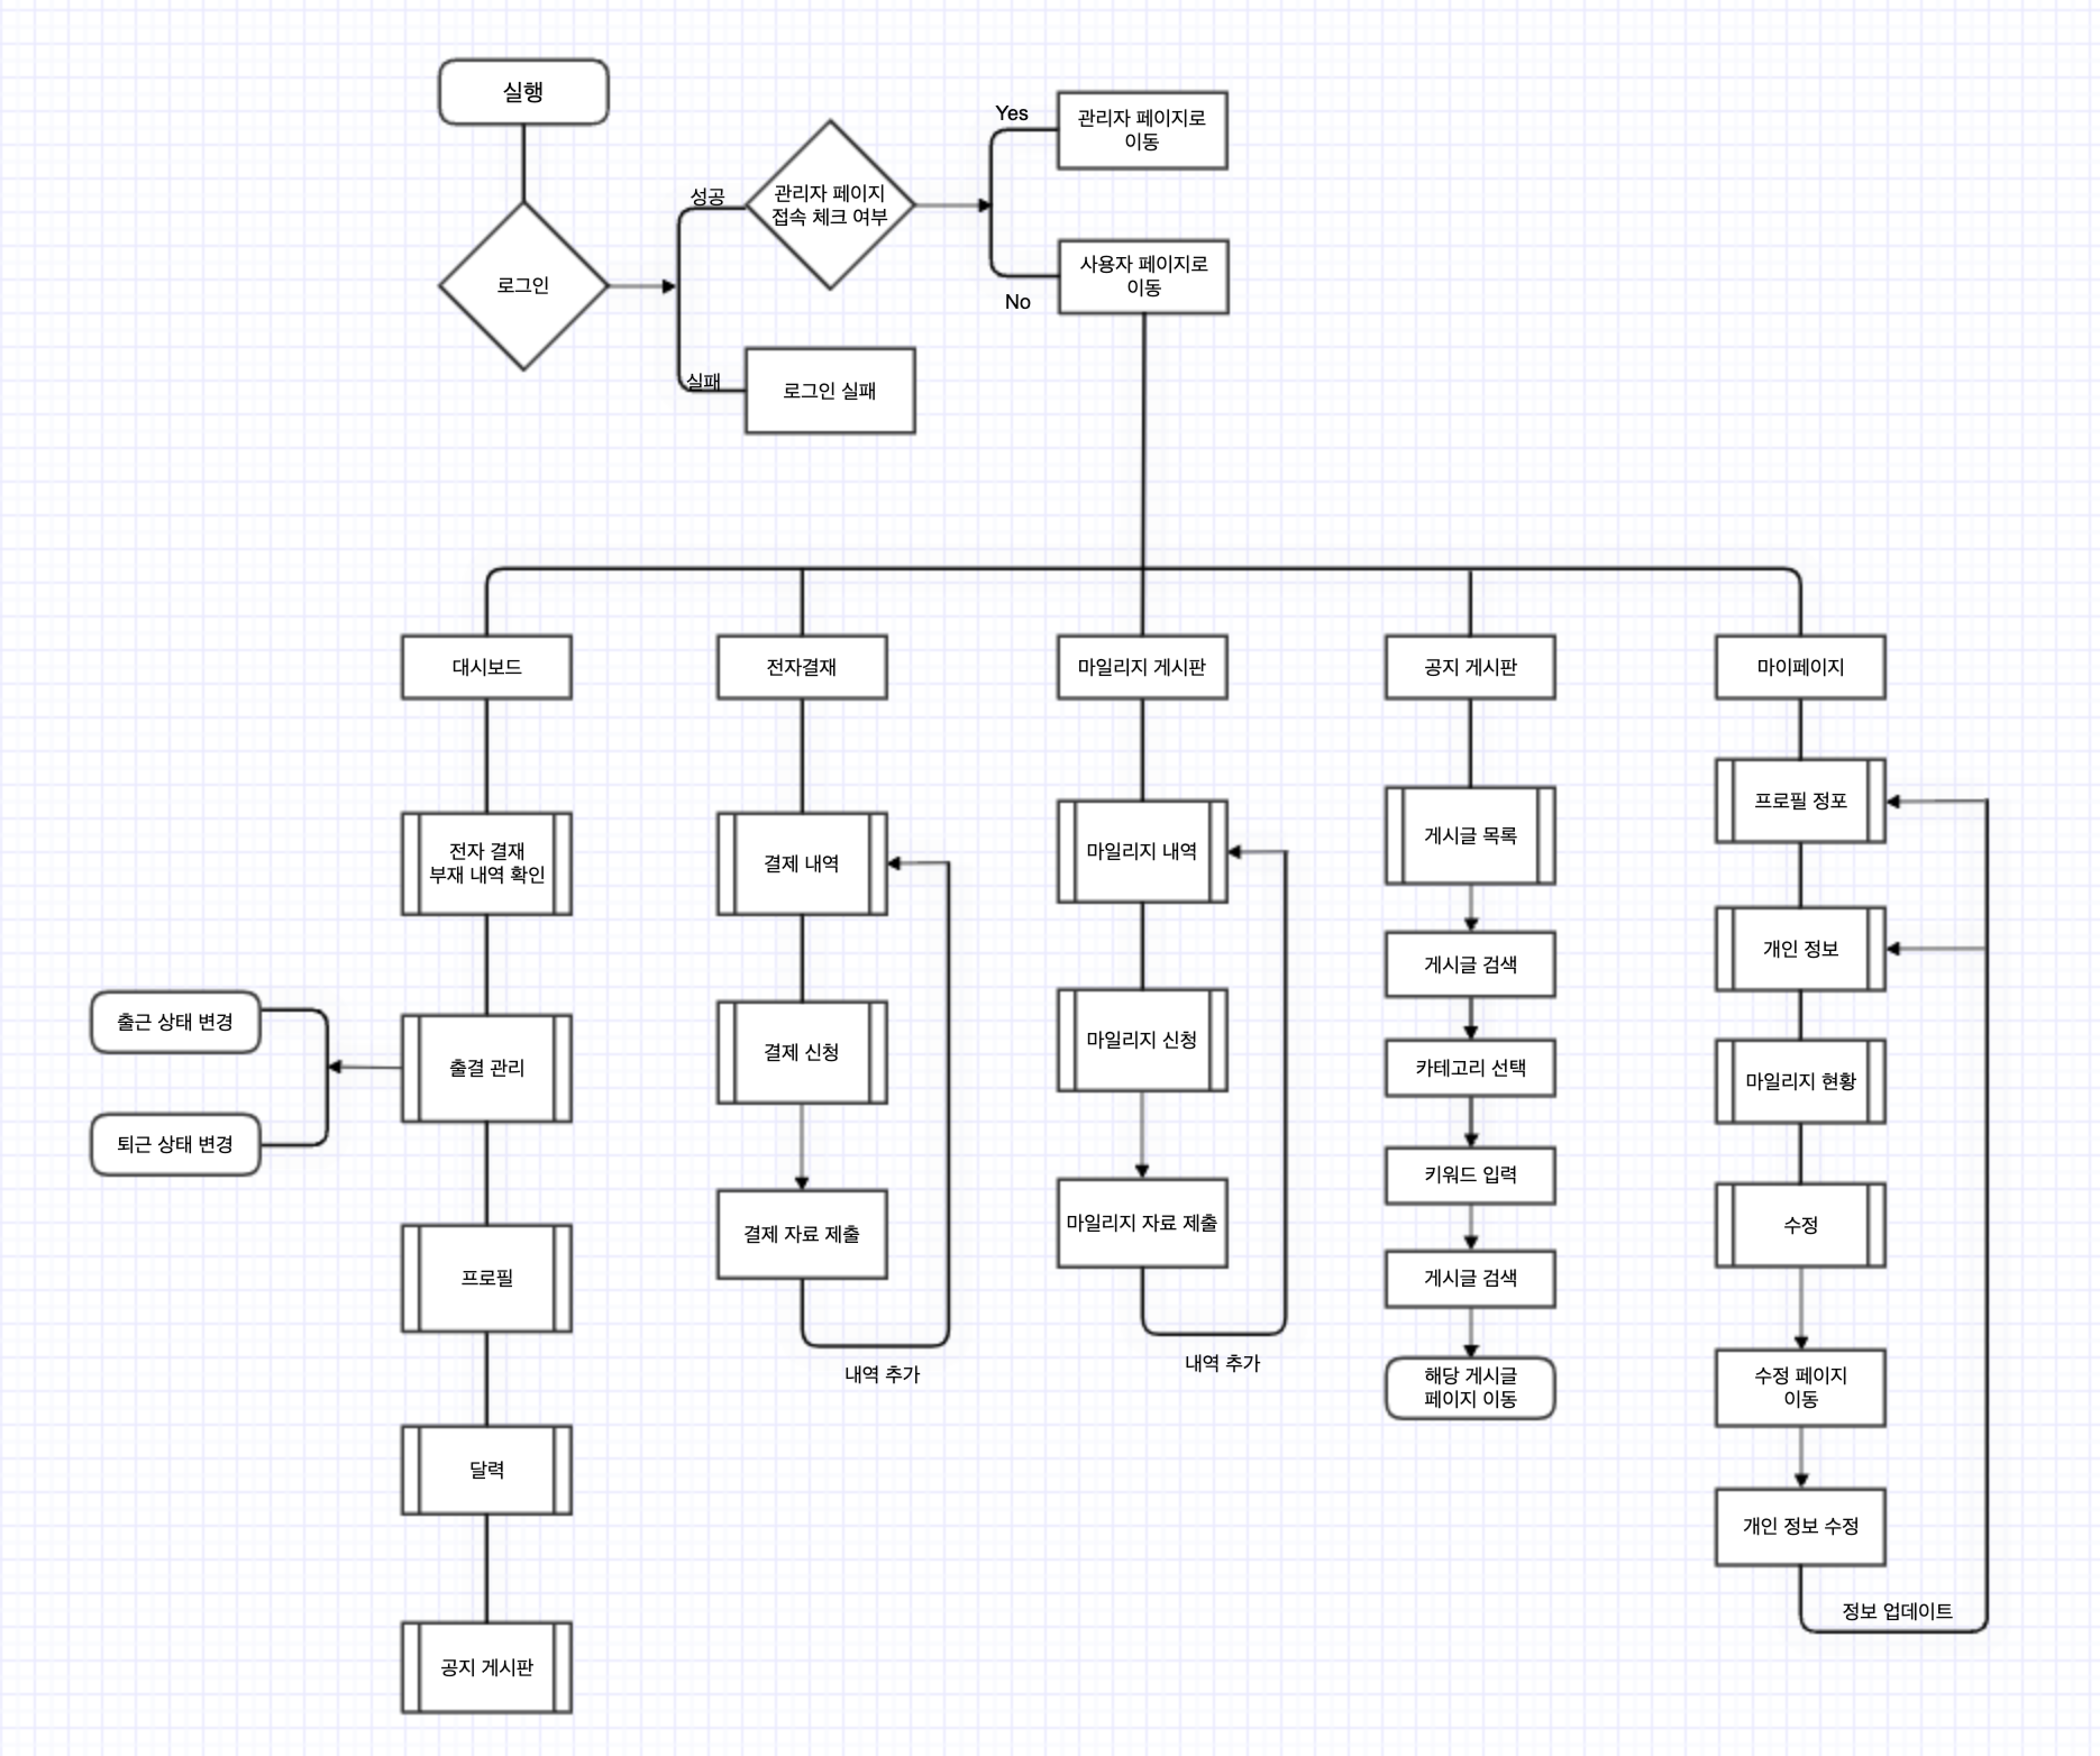 실행
로그인
성공
실패
관리자 페이지
접속 체크 여부
로그인 실패
Yes
No
관리자 페이지로
이동
사용자 페이지로
이동
대시보드
전자 결재
부재 내역 확인
출결 관리
출근 상태 변경
퇴근 상태 변경
프로필
달력
공지 게시판
전자결재
결제 내역
결제 신청
결제 자료 제출
내역 추가
마일리지 게시판
마일리지 내역
마일리지 신청
마일리지 자료 제출
내역 추가
공지 게시판
게시글 목록
게시글 검색
카테고리 선택
키워드 입력
게시글 검색
해당 게시글
페이지 이동
마이페이지
프로필 정포
개인 정보
마일리지 현황
수정
수정 페이지
이동
개인 정보 수정
정보 업데이트